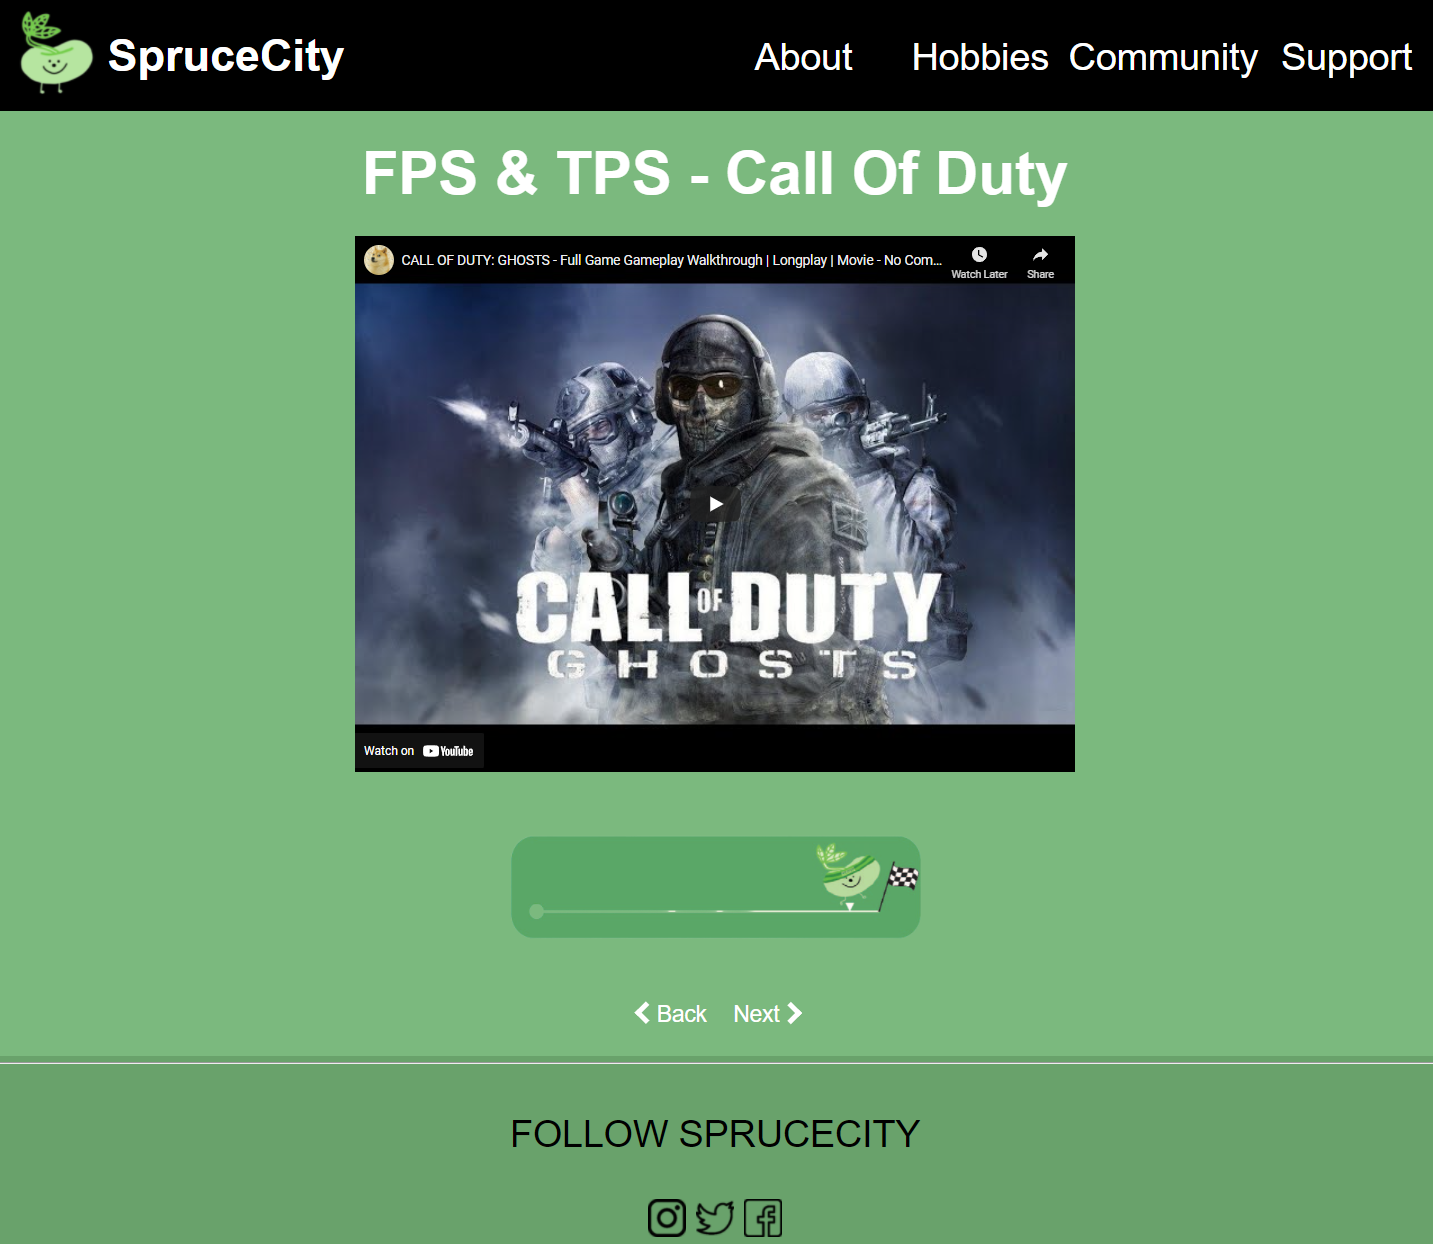 SpruceCity
About Hobbies Community Support
FPS & TPS - Call Of Duty
CALL OF DUTY: GHOSTS - Full Game Gameplay Walkthrough | Longplay | Movie - No Com...
Watch Later Share
CALL OF DUTY
GHOSTS
Watch on YouTube
Back Next
FOLLOW SPRUCECITY